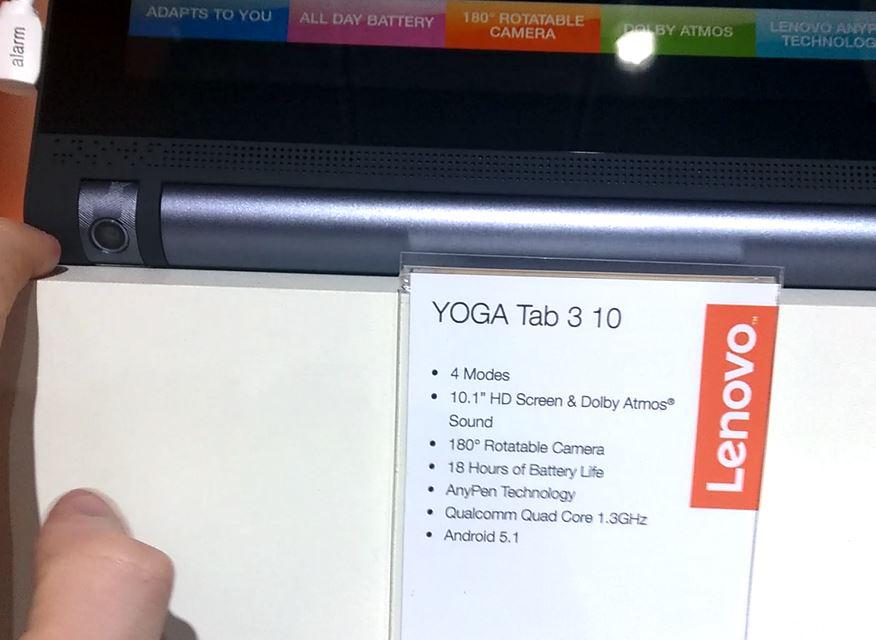 alarm
ADAPTS TO YOU
ALL DAY BATTERY
180° ROTATABLE
CAMERA
DOLBY ATMOS
LENOVO
TECHNOLOG
YOGA Tab 3 10
• 4 Modes
• 10.1" HD Screen & Dolby Atmos®
Sound
• 180° Rotatable Camera
• 18 Hours of Battery Life
• AnyPen Technology
• Qualcomm Quad Core 1.3GHz
• Android 5.1
Lenovo™